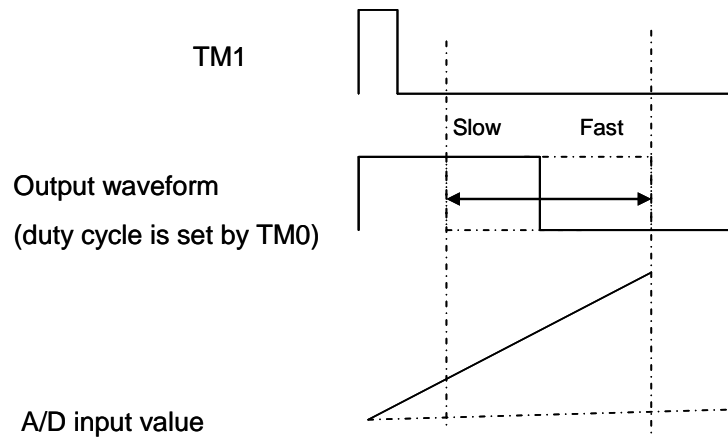 TM1
Slow Fast
Output waveform
(duty cycle is set by TM0)
A/D input value